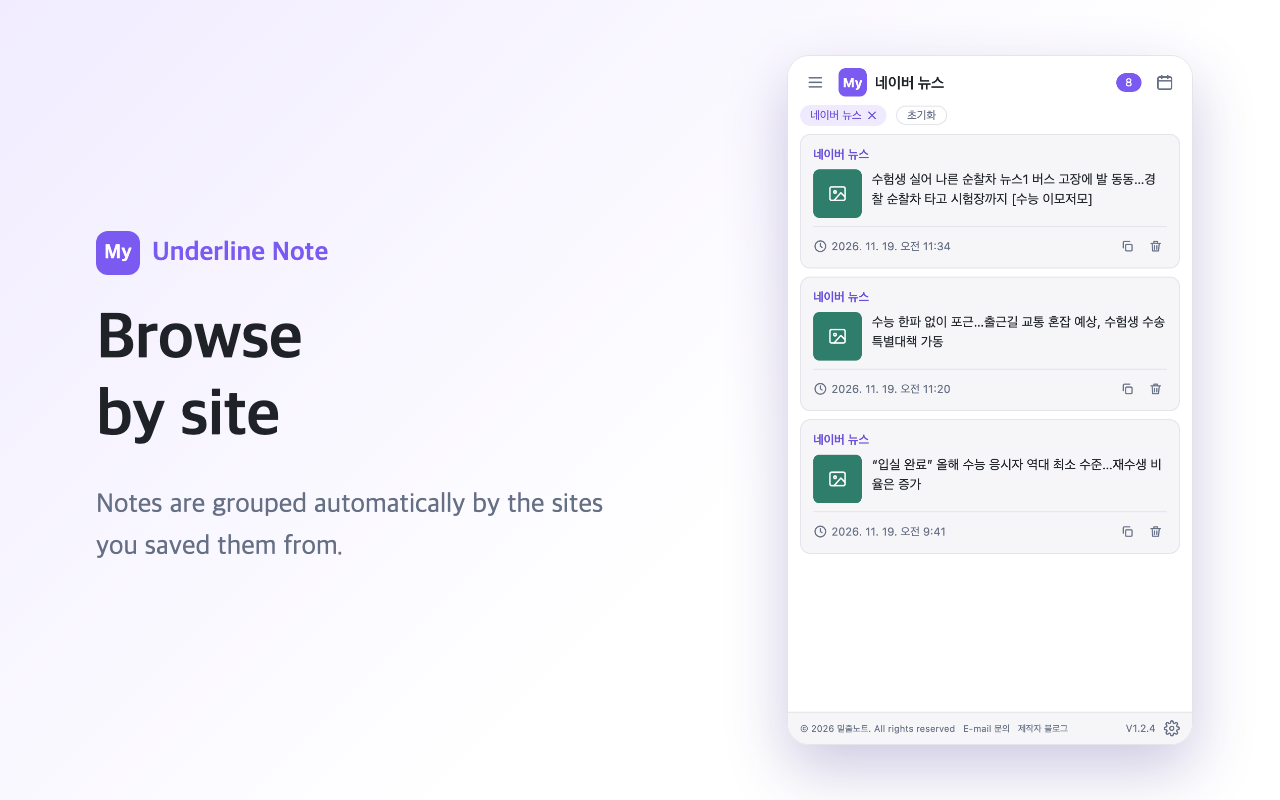 My Underline Note
Browse
by site
Notes are grouped automatically by the sites
you saved them from.
My 네이버 뉴스 8
네이버 뉴스 초기화
네이버 뉴스
수험생 실어 나른 순찰차 뉴스1 버스 고장에 발 동동...경
찰 순찰차 타고 시험장까지 [수능 이모저모]
2026. 11. 19. 오전 11:34
네이버 뉴스
수능 한파 없이 포근...출근길 교통 혼잡 예상, 수험생 수송
특별대책 가동
2026. 11. 19. 오전 11:20
네이버 뉴스
“입실 완료” 올해 수능 응시자 역대 최소 수준...재수생 비
율은 증가
2026. 11. 19. 오전 9:41
© 2026 밑줄노트. All rights reserved E-mail 문의 제작자 블로그 V1.2.4